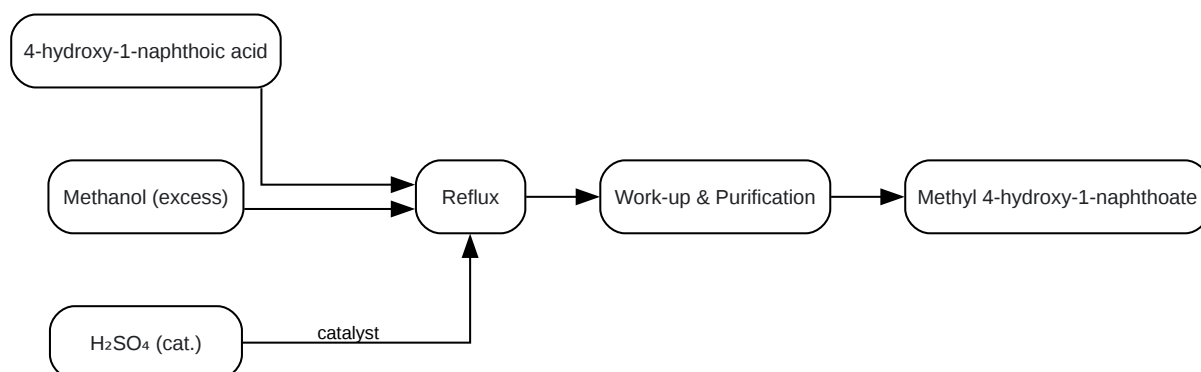 4-hydroxy-1-naphthoic acid
Methanol (excess)
Reflux
Work-up & Purification
Methyl 4-hydroxy-1-naphthoate
catalyst
H₂SO₄ (cat.)